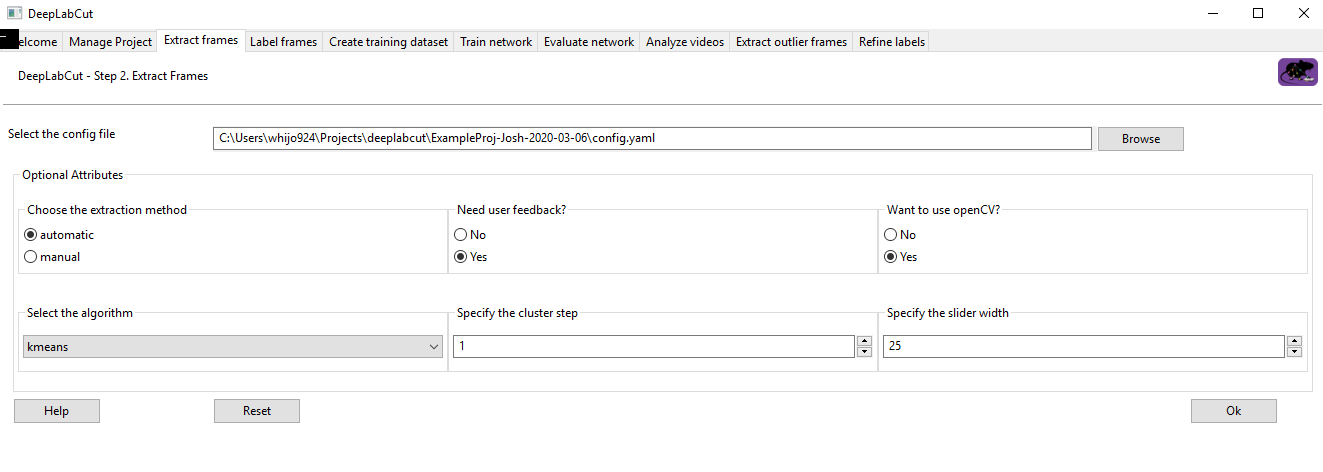 DeepLabCut
elcome Manage Project Extract frames Label frames Create training dataset Train network Evaluate network Analyze videos Extract outlier frames Refine labels
DeepLabCut - Step 2. Extract Frames
Select the config file C:\Users\whijo924\Projects\deeplabcut\ExampleProj-Josh-2020-03-06\config.yaml Browse
Optional Attributes
Choose the extraction method Need user feedback? Want to use openCV?
automatic No No
manual Yes Yes
Select the algorithm Specify the cluster step Specify the slider width
kmeans 1 25
Help Reset Ok